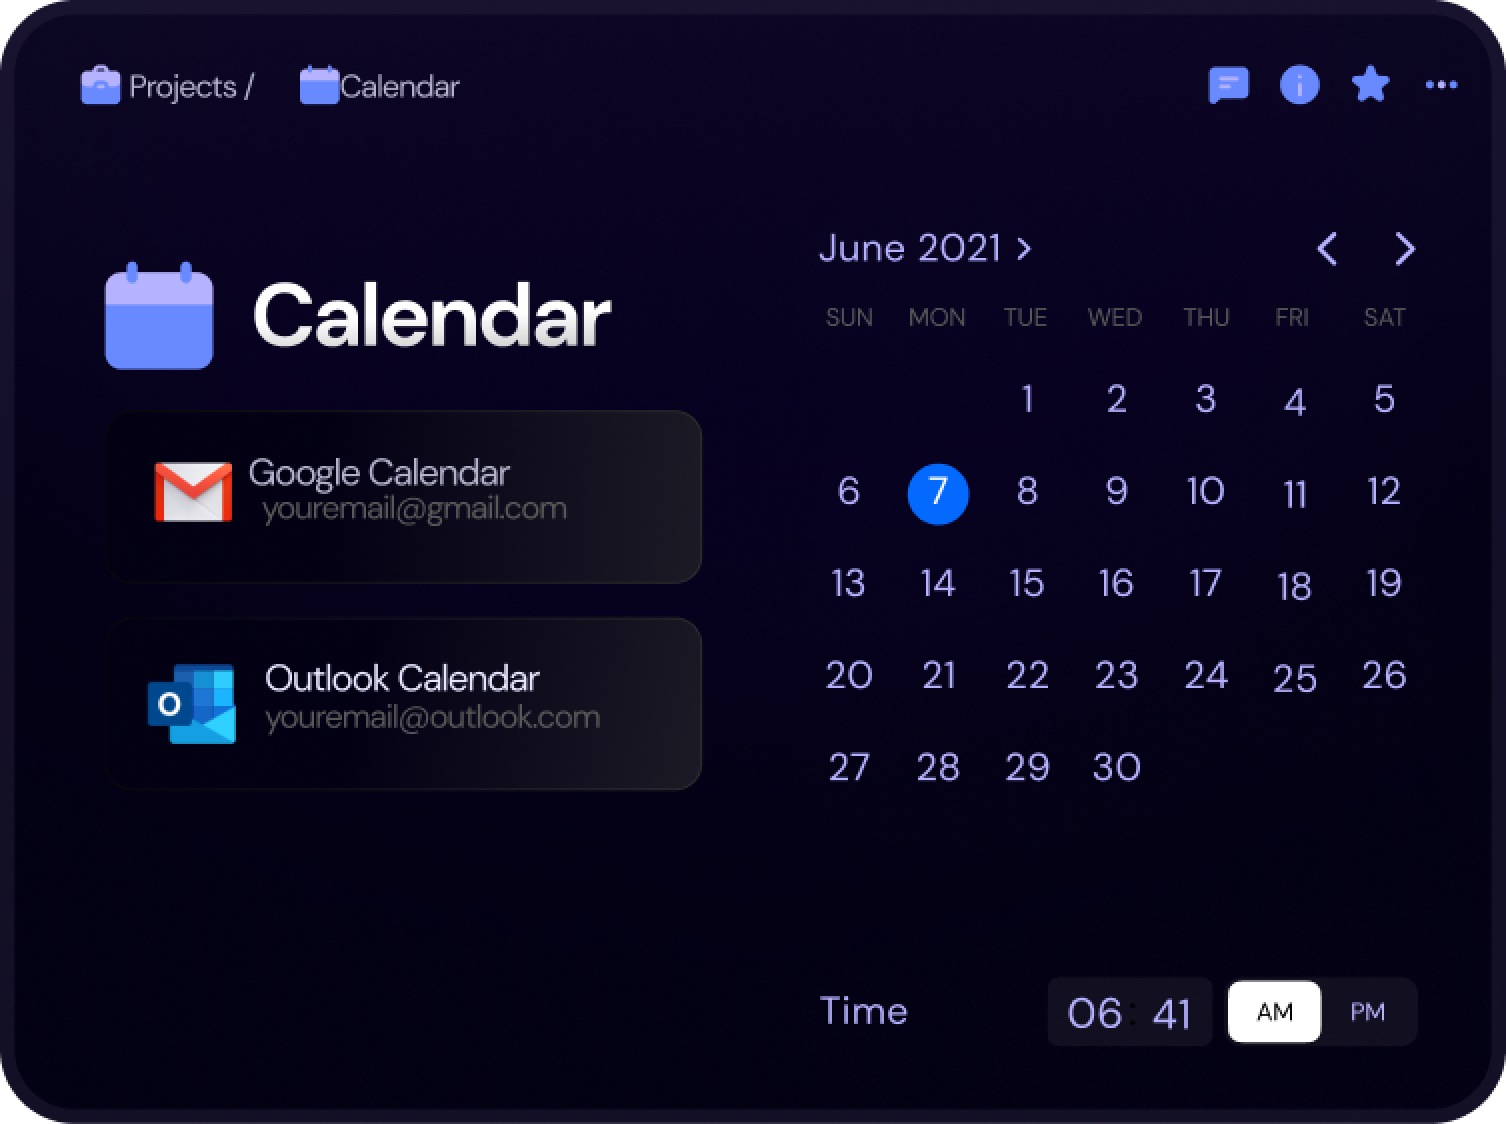 Projects / Calendar
Calendar
Google Calendar
youremail@gmail.com
O
Outlook Calendar
youremail@outlook.com
June 2021 >
SUN MON TUE WED THU FRI SAT
1 2 3 4 5
6 7 8 9 10 11 12
13 14 15 16 17 18 19
20 21 22 23 24 25 26
27 28 29 30
Time 06 : 41 AM PM